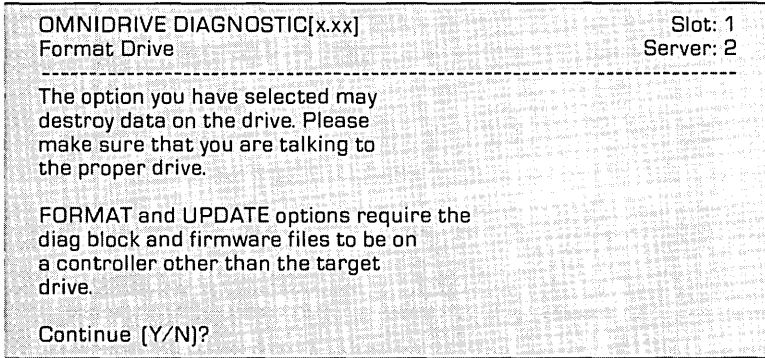 OMNIDRIVE DIAGNOSTIC[x.xx] Slot: 1
Format Drive Server: 2
The option you have selected may
destroy data on the drive. Please
make sure that you are talking to
the proper drive.
FORMAT and UPDATE options require the
diag block and firmware files to be on
a controller other than the target
drive.
Continue (Y/N)?